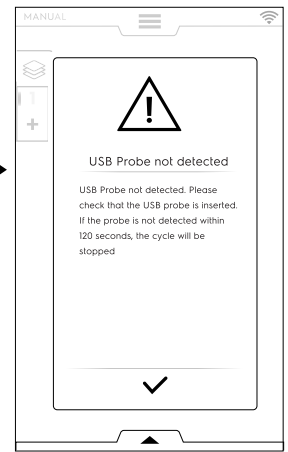 MANUAL
1
+
USB Probe not detected
USB Probe not detected. Please
check that the USB probe is inserted.
If the probe is not detected within
120 seconds, the cycle will be
stopped